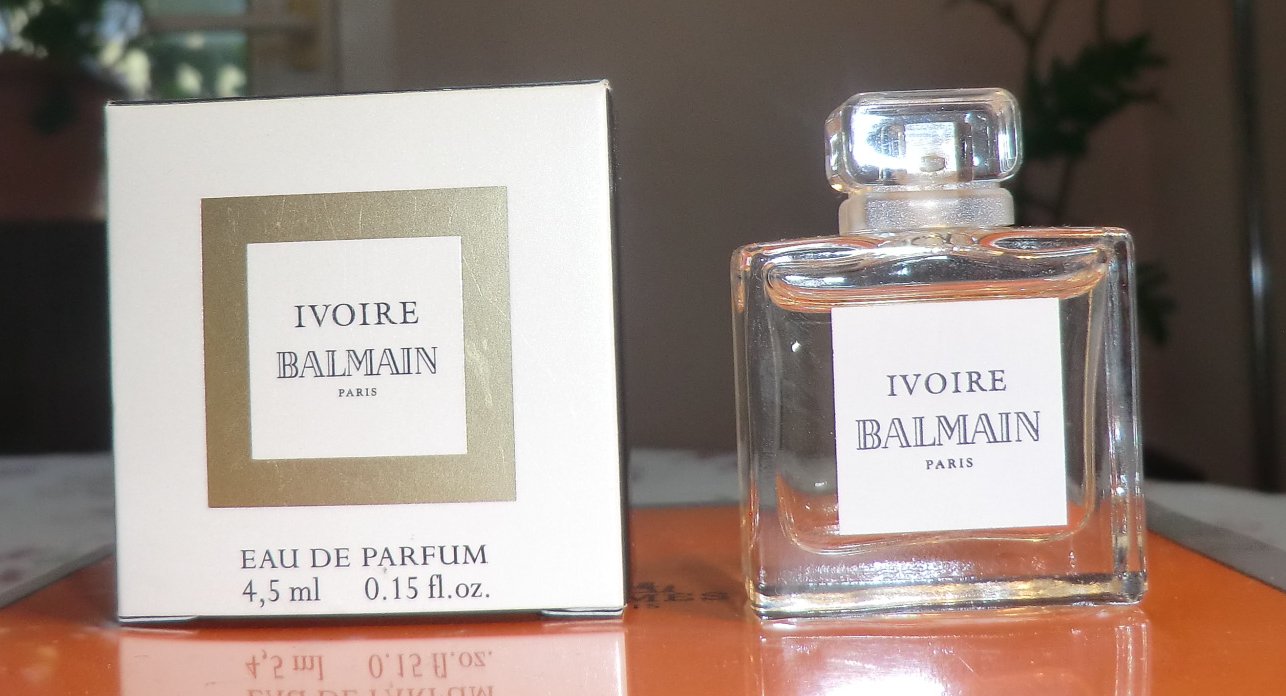 IVOIRE
BALMAIN
PARIS
EAU DE PARFUM
4,5 ml 0.15 fl.oz.
IVOIRE
BALMAIN
PARIS